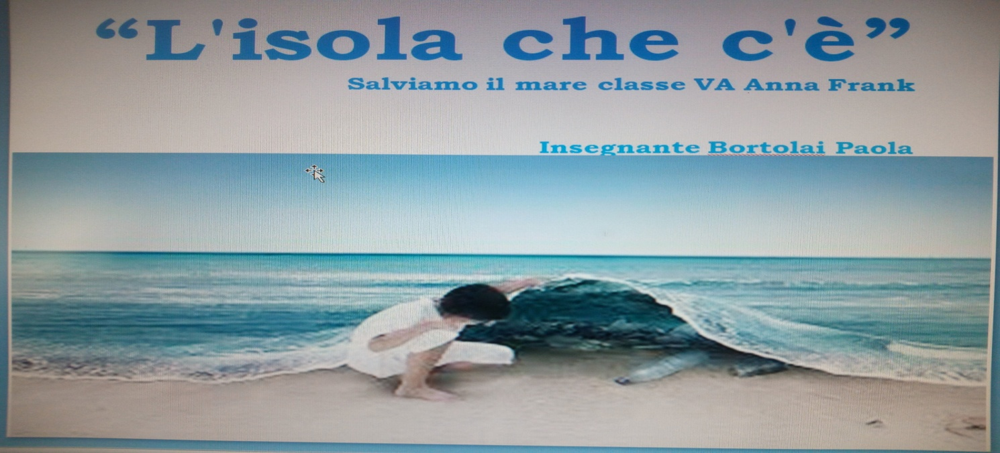 “L'isola che c'è”
Salviamo il mare classe VA Anna Frank
Insegnante Bortolai Paola